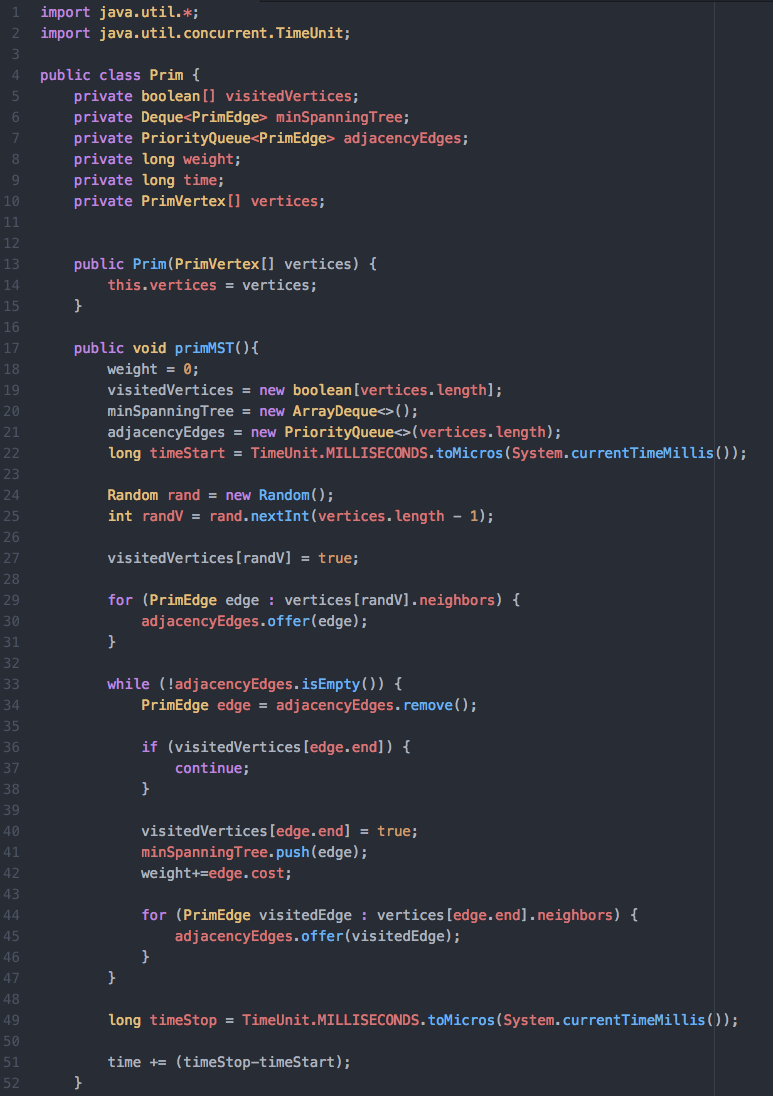 1 import java.util.*;
2 import java.util.concurrent.TimeUnit;
3
4 public class Prim {
5     private boolean[] visitedVertices;
6     private Deque<PrimEdge> minSpanningTree;
7     private PriorityQueue<PrimEdge> adjacencyEdges;
8     private long weight;
9     private long time;
10     private PrimVertex[] vertices;
11
12
13     public Prim(PrimVertex[] vertices) {
14         this.vertices = vertices;
15     }
16
17     public void primMST(){
18         weight = 0;
19         visitedVertices = new boolean[vertices.length];
20         minSpanningTree = new ArrayDeque<>();
21         adjacencyEdges = new PriorityQueue<>(vertices.length);
22         long timeStart = TimeUnit.MILLISECONDS.toMicros(System.currentTimeMillis());
23
24         Random rand = new Random();
25         int randV = rand.nextInt(vertices.length - 1);
26
27         visitedVertices[randV] = true;
28
29         for (PrimEdge edge : vertices[randV].neighbors) {
30             adjacencyEdges.offer(edge);
31         }
32
33         while (!adjacencyEdges.isEmpty()) {
34             PrimEdge edge = adjacencyEdges.remove();
35
36             if (visitedVertices[edge.end]) {
37                 continue;
38             }
39
40             visitedVertices[edge.end] = true;
41             minSpanningTree.push(edge);
42             weight+=edge.cost;
43
44             for (PrimEdge visitedEdge : vertices[edge.end].neighbors) {
45                 adjacencyEdges.offer(visitedEdge);
46             }
47         }
48
49         long timeStop = TimeUnit.MILLISECONDS.toMicros(System.currentTimeMillis());
50
51         time += (timeStop-timeStart);
52     }